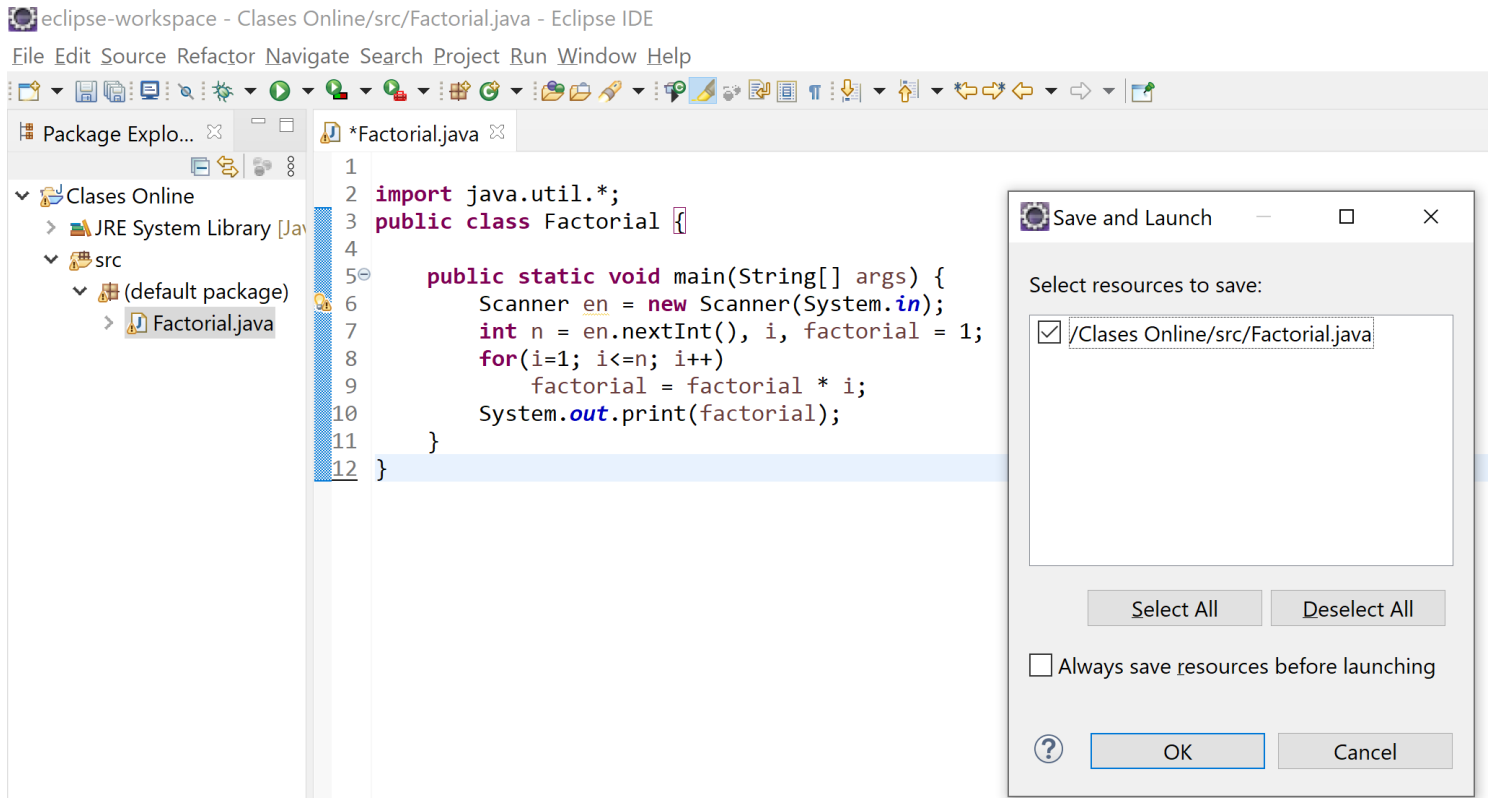 eclipse-workspace - Clases Online/src/Factorial.java - Eclipse IDE
File Edit Source Refactor Navigate Search Project Run Window Help
Package Explo...
*Factorial.java
Clases Online
JRE System Library [Jav
src
(default package)
Factorial.java
1
2 import java.util.*;
3 public class Factorial {
4
5 public static void main(String[] args) {
6 Scanner en = new Scanner(System.in);
7 int n = en.nextInt(), i, factorial = 1;
8 for(i=1; i<=n; i++)
9 factorial = factorial * i;
10 System.out.print(factorial);
11 }
12 }
Save and Launch
Select resources to save:
/Clases Online/src/Factorial.java
Select All
Deselect All
Always save resources before launching
OK
Cancel